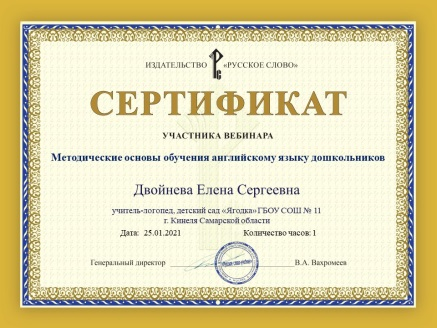 ИЗДАТЕЛЬСТВО «РУССКОЕ СЛОВО»
СЕРТИФИКАТ
УЧАСТНИКА ВЕБИНАРА
Методические основы обучения английскому языку дошкольников
Двойнева Елена Сергеевна
учитель-логопед, детский сад «Ягодка»ГБОУ СОШ № 11
г. Кинеля Самарской области
Дата: 25.01.2021 Количество часов: 1
Генеральный директор В.А. Вахромеев